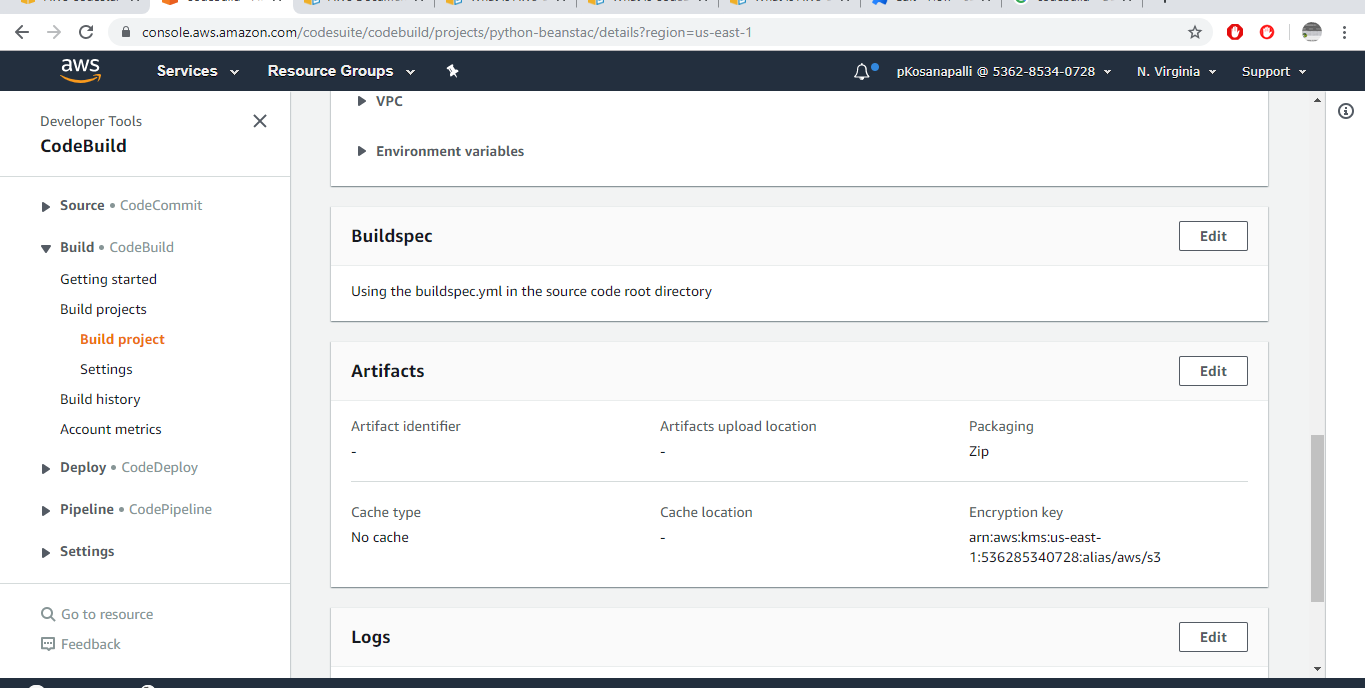 console.aws.amazon.com/codesuite/codebuild/projects/python-beanstac/details?region=us-east-1
aws Services Resource Groups pKosanapalli @ 5362-8534-0728 N. Virginia Support
Developer Tools
CodeBuild
Source • CodeCommit
Build • CodeBuild
Getting started
Build projects
Build project
Settings
Build history
Account metrics
Deploy • CodeDeploy
Pipeline • CodePipeline
Settings
Go to resource
Feedback
VPC
Environment variables
Buildspec Edit
Using the buildspec.yml in the source code root directory
Artifacts Edit
Artifact identifier Artifacts upload location Packaging
- - Zip
Cache type Cache location Encryption key
No cache - arn:aws:kms:us-east-
1:536285340728:alias/aws/s3
Logs Edit